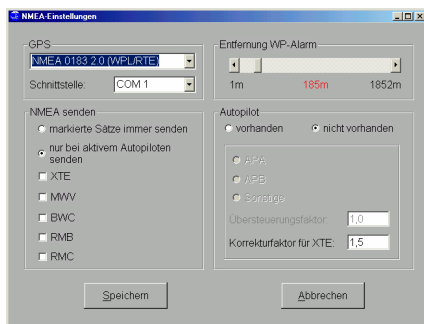 NMEA-Einstellungen
GPS
NMEA 0183 2.0 (WPL/RTE)
Schnittstelle: COM 1
Entfernung WP-Alarm
1m 185m 1852m
NMEA senden
markierte Sätze immer senden
nur bei aktivem Autopiloten
senden
XTE
MWV
BWC
RMB
RMC
Autopilot
vorhanden nicht vorhanden
APA
APB
Sonstige
Übersteuerungsfaktor: 1,0
Korrekturfaktor für XTE: 1,5
Speichern
Abbrechen